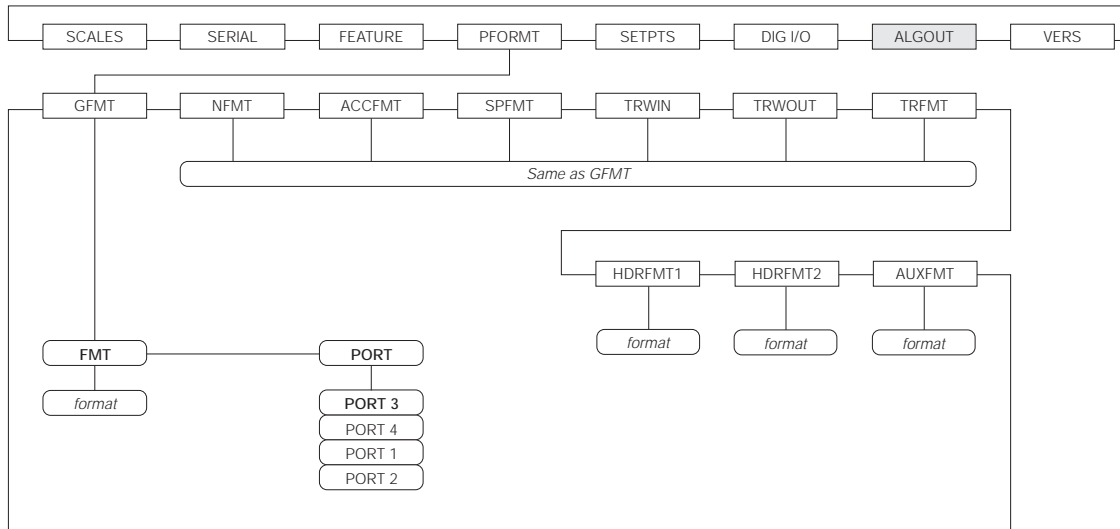 SCALES SERIAL FEATURE PFORMT SETPTS DIG I/O ALGOUT VERS
GFMT NFMT ACCFMT SPFMT TRWIN TRWOUT TRFMT
Same as GFMT
HDRFMT1 HDRFMT2 AUXFMT
format format format
FMT PORT
format
PORT 3
PORT 4
PORT 1
PORT 2